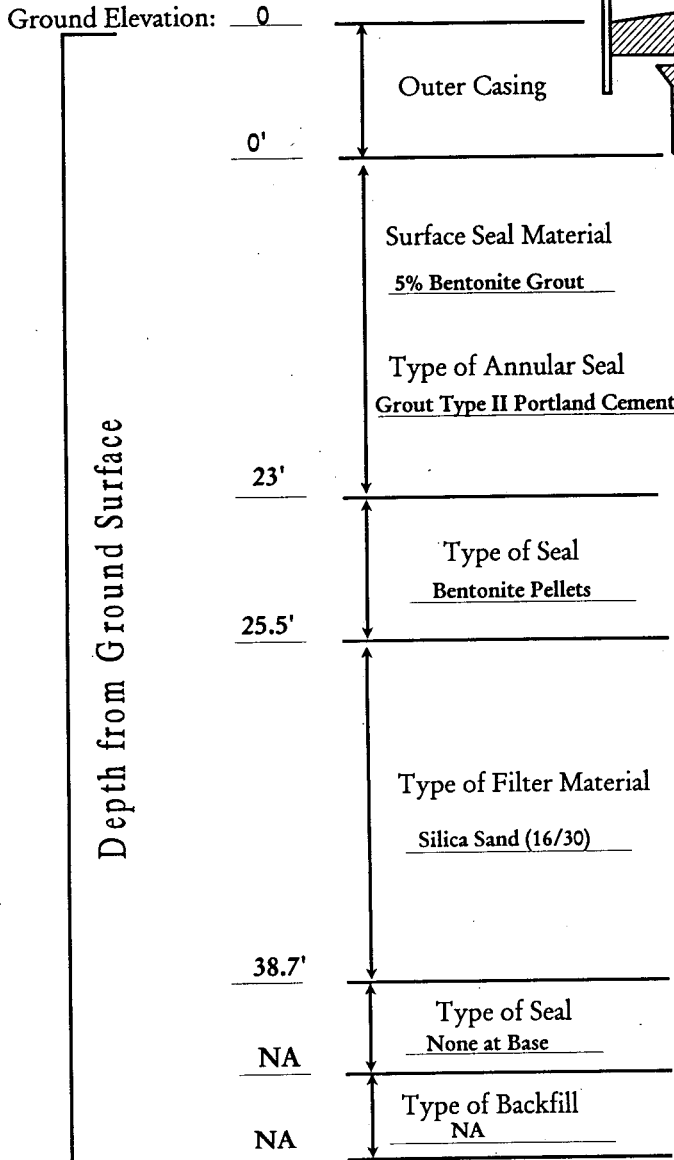 Ground Elevation: 0
Outer Casing
0'
Surface Seal Material
5% Bentonite Grout
Type of Annular Seal
Grout Type II Portland Cement
23'
Type of Seal
Bentonite Pellets
25.5'
Depth from Ground Surface
Type of Filter Material
Silica Sand (16/30)
38.7'
Type of Seal
None at Base
NA
Type of Backfill
NA
NA